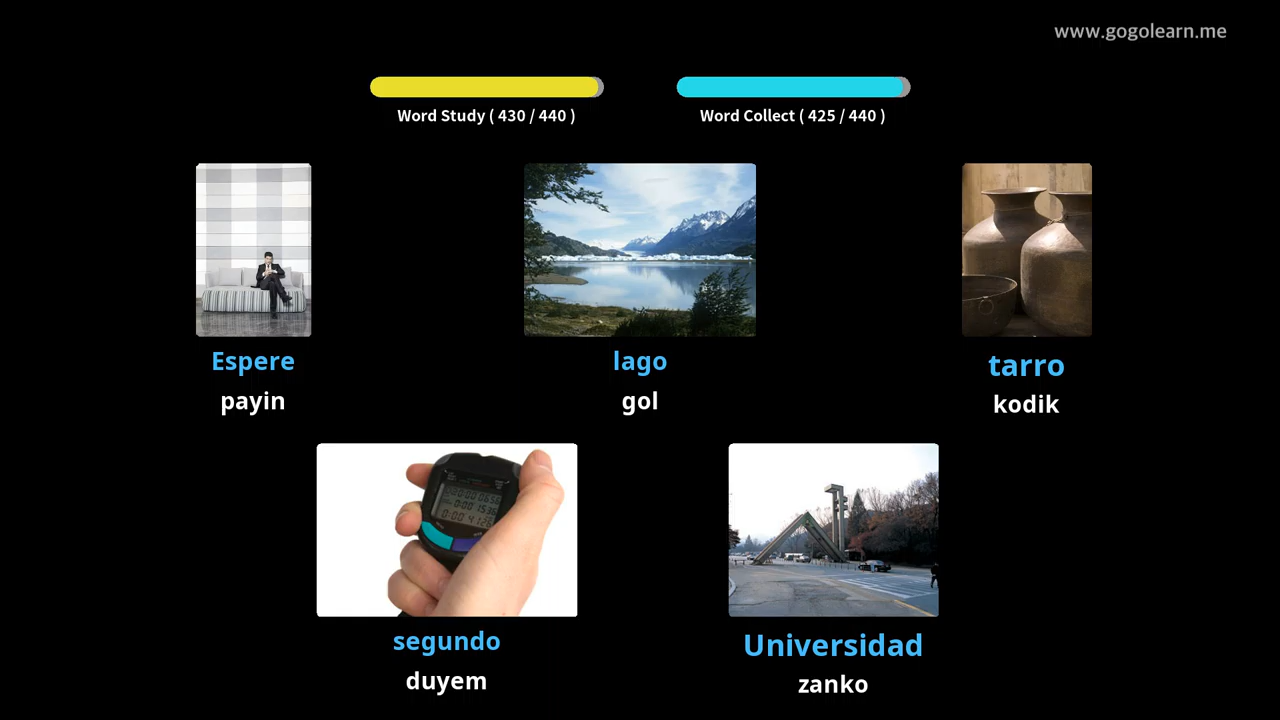 www.gogolearn.me
Word Study ( 430 / 440 )
Word Collect ( 425 / 440 )
Espere
payin
lago
gol
tarro
kodik
segundo
duyem
Universidad
zanko